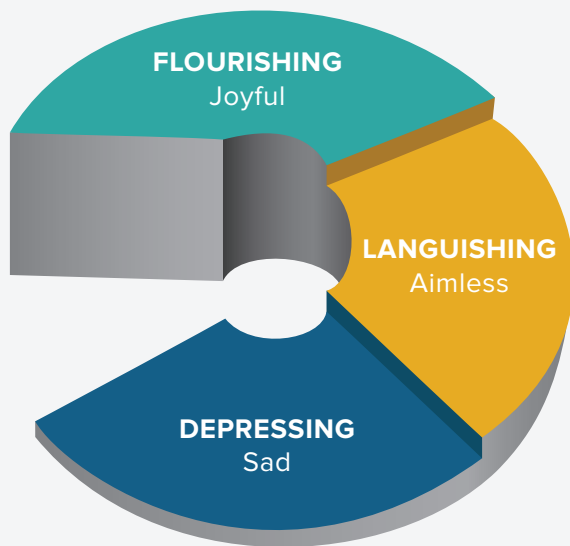 FLOURISHING
Joyful
LANGUISHING
Aimless
DEPRESSING
Sad